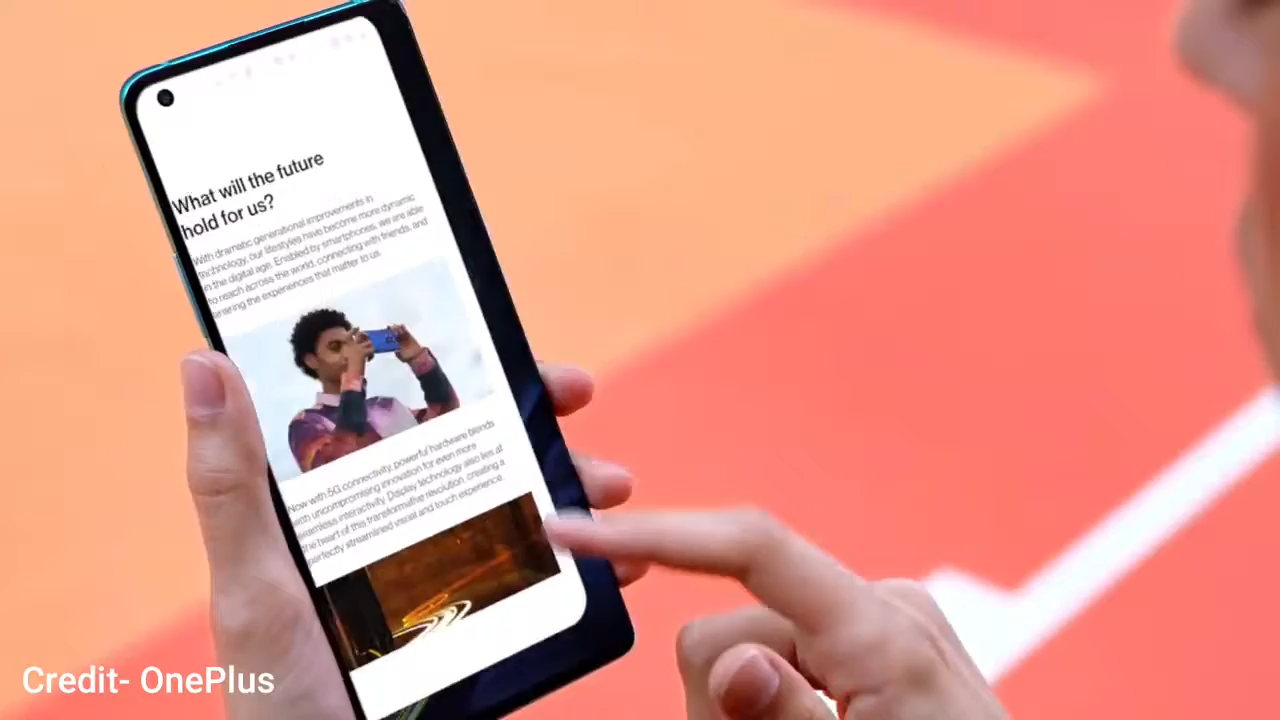 What will the future
hold for us?
With dramatic generational improvements in
technology, our lifestyles have become more dynamic
in the digital age. Enabled by smartphones, we are able
to reach across the world, connecting with friends, and
sharing the experiences that matter to us.
Now with 5G connectivity, powerful hardware blends
with uncompromising innovation for even more
seamless interactivity. Display technology also lies at
the heart of this transformative revolution, creating a
perfectly streamlined visual and touch experience.
Credit- OnePlus